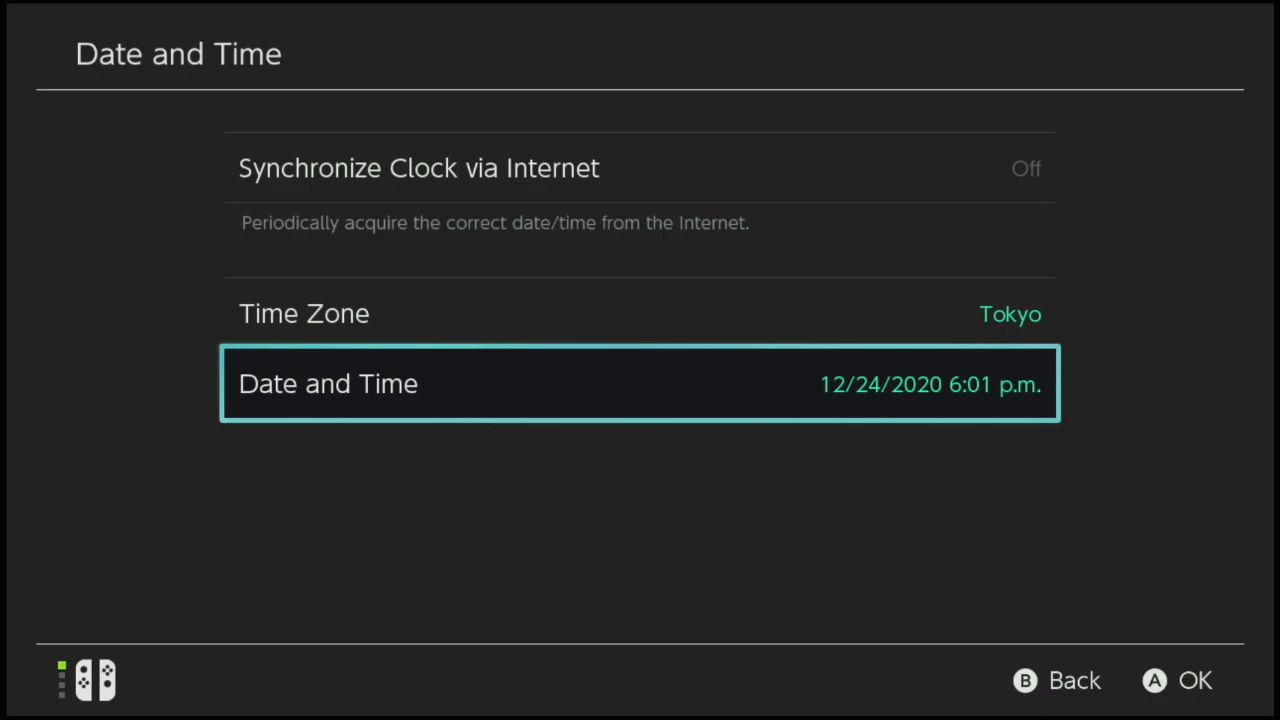 Date and Time
Synchronize Clock via Internet Off
Periodically acquire the correct date/time from the Internet.
Time Zone Tokyo
Date and Time 12/24/2020 6:01 p.m.
B Back A OK